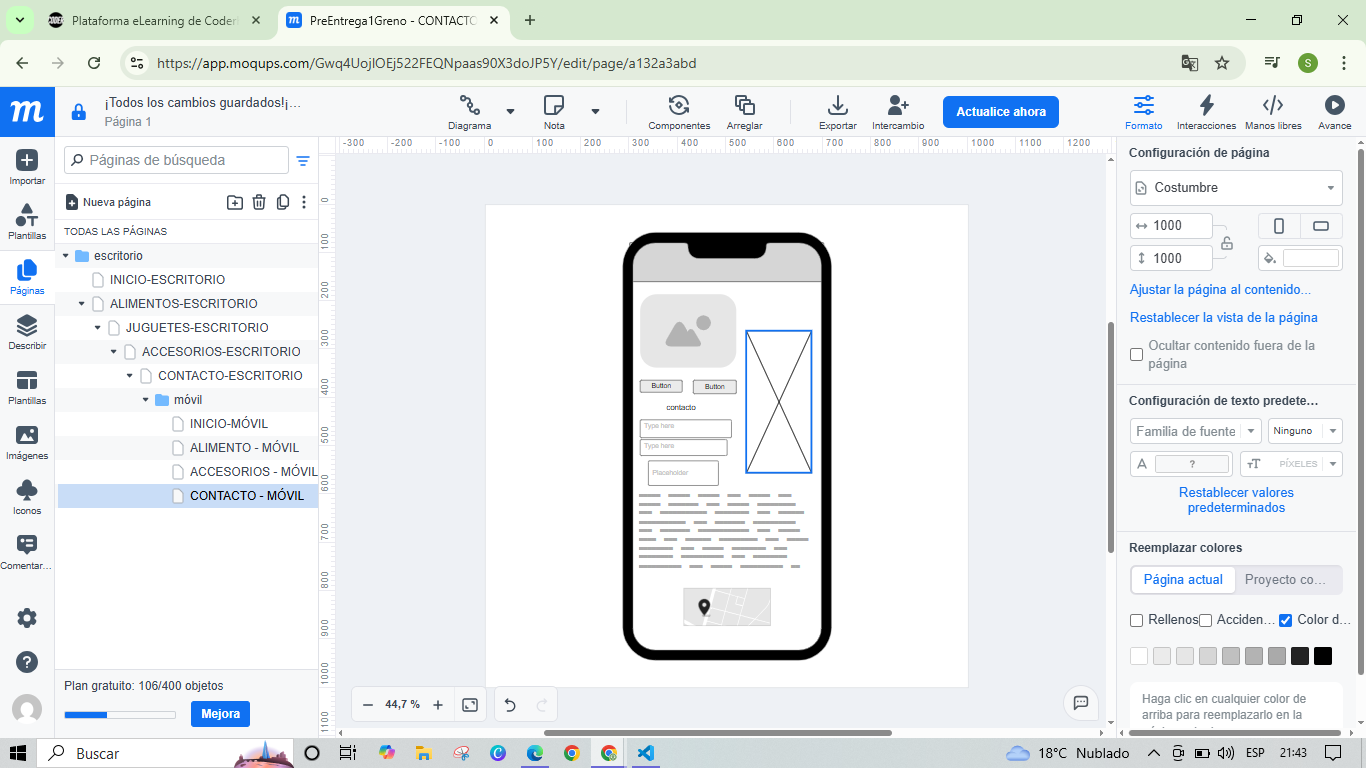 Plataforma eLearning de Coderl
PreEntrega1Greno - CONTACTO
https://app.moqups.com/Gwq4UojIOEj522FEQNpaas90X3doJP5Y/edit/page/a132a3abd
S
m
¡Todos los cambios guardados!¡…
Página 1
Diagrama
Nota
Componentes
Arreglar
Exportar
Intercambio
Actualice ahora
Formato
Interacciones
Manos libres
Avance
Importar
Plantillas
Páginas
Describir
Plantillas
Imágenes
Iconos
Comentar...
Páginas de búsqueda
Nueva página
TODAS LAS PÁGINAS
escritorio
INICIO-ESCRITORIO
ALIMENTOS-ESCRITORIO
JUGUETES-ESCRITORIO
ACCESORIOS-ESCRITORIO
CONTACTO-ESCRITORIO
móvil
INICIO-MÓVIL
ALIMENTO - MÓVIL
ACCESORIOS - MÓVIL
CONTACTO - MÓVIL
Plan gratuito: 106/400 objetos
Mejora
-300 -200 -100 0 100 200 300 400 500 600 700 800 900 1000 1100 1200
0
100
200
300
400
500
600
700
800
900
1000
1100
Button Button
contacto
Type here
Type here
Placeholder
44,7 %
Configuración de página
Costumbre
1000
1000
Ajustar la página al contenido...
Restablecer la vista de la página
Ocultar contenido fuera de la
página
Configuración de texto predete…
Familia de fuente Ninguno
A ? тT PÍXELES
Restablecer valores
predeterminados
Reemplazar colores
Página actual Proyecto co…
Rellenos Acciden… Color d…
Haga clic en cualquier color de
arriba para reemplazarlo en la
Buscar
18°C Nublado
ESP
21:43